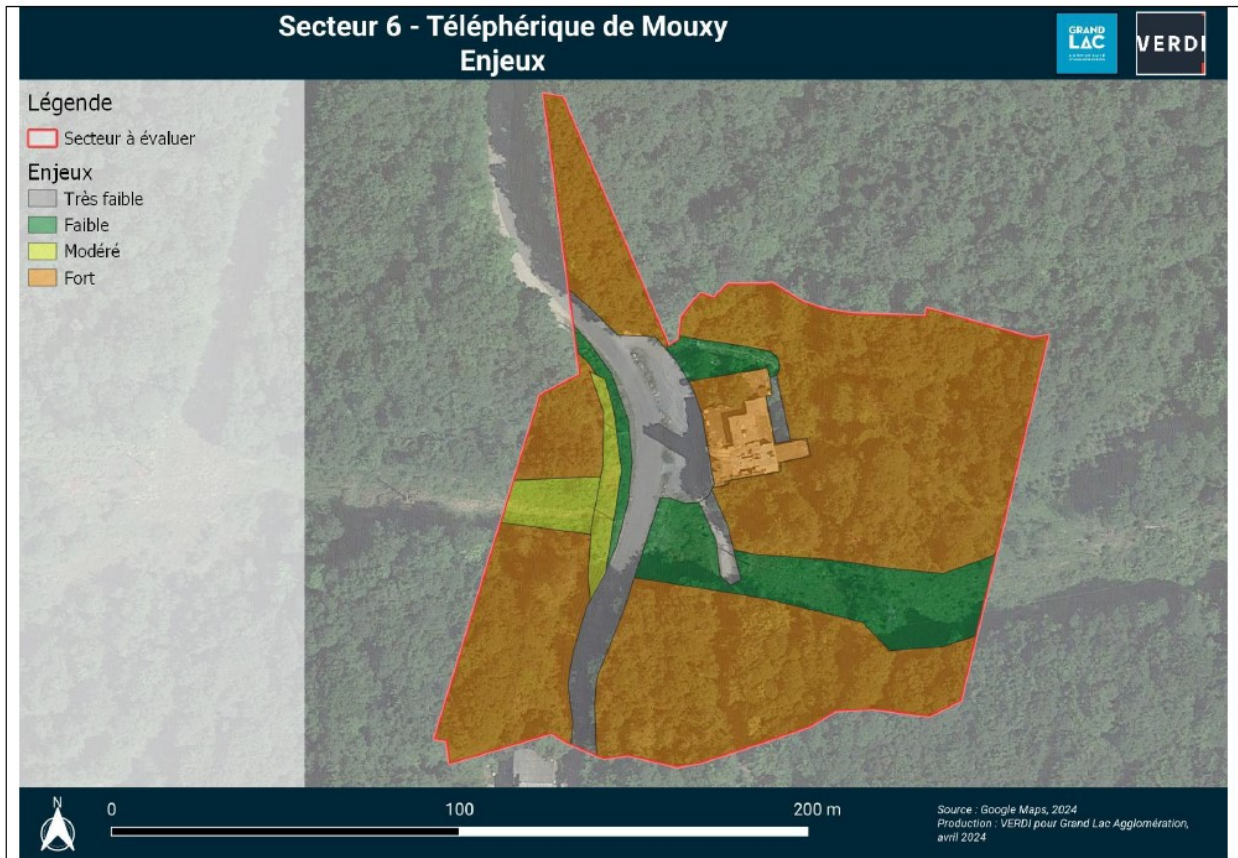 Secteur 6 - Téléphérique de Mouxy
Enjeux
GRAND
LAC
VERDI
Légende
Secteur à évaluer
Enjeux
Très faible
Faible
Modéré
Fort
N
0
100
200 m
Source : Google Maps, 2024
Production : VERDI pour Grand Lac Agglomération,
avril 2024